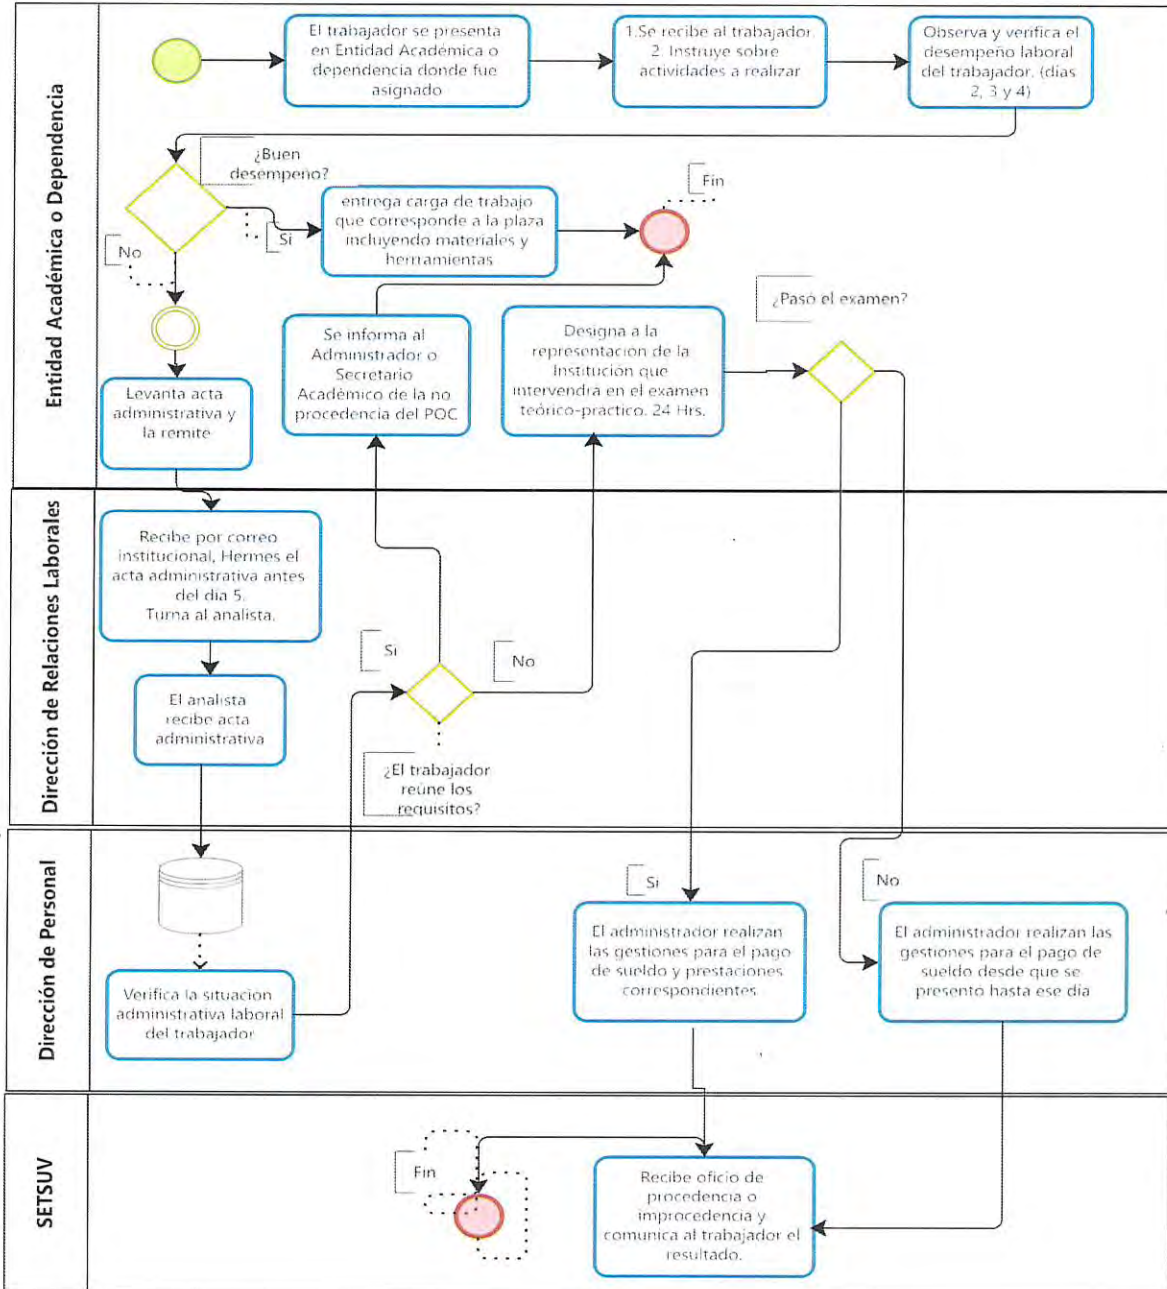 Entidad Académica o Dependencia
El trabajador se presenta
en Entidad Académica o
dependencia donde fue
asignado
1.Se recibe al trabajador.
2. Instruye sobre
actividades a realizar
Observa y verifica el
desempeño laboral
del trabajador. (días
2, 3 y 4)
¿Buen
desempeño?
Si
No
entrega carga de trabajo
que corresponde a la plaza
incluyendo materiales y
herrramientas
Fin
Levanta acta
administrativa y
la remite
Se informa al
Administrador o
Secretario
Académico de la no
procedencia del POC
Designa a la
representación de la
Institución que
intervendrá en el examen
teórico-práctico. 24 Hrs.
¿Pasó el examen?
Dirección de Relaciones Laborales
Recibe por correo
institucional, Hermes el
acta administrativa antes
del día 5.
Turna al analista.
El analista
recibe acta
administrativa
Si
No
¿El trabajador
reúne los
requisitos?
Dirección de Personal
Verifica la situación
administrativa laboral
del trabajador
Si
El administrador realizan
las gestiones para el pago
de sueldo y prestaciones
correspondientes
No
El administrador realizan las
gestiones para el pago de
sueldo desde que se
presento hasta ese día
SETSUV
Fin
Recibe oficio de
procedencia o
improcedencia y
comunica al trabajador el
resultado.